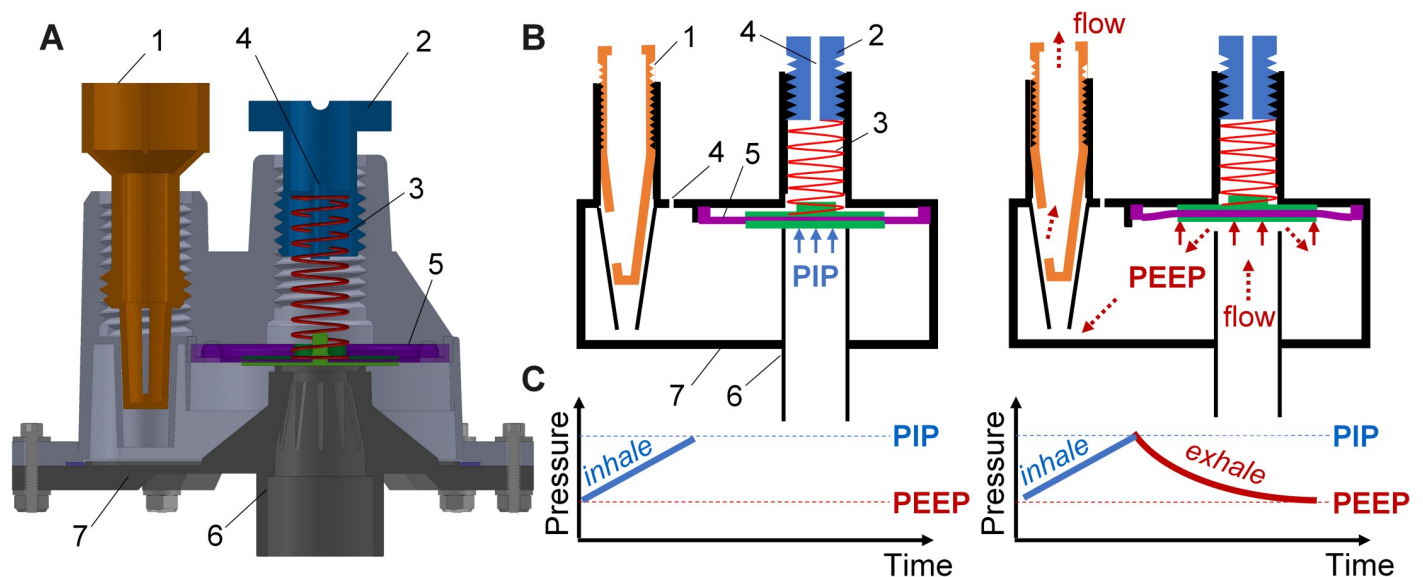 A
1
4
2
3
5
6
7
B
1
4
2
3
4
5
PIP
7
6
flow
PEEP
flow
C
Pressure
inhale
PIP
PEEP
Time
Pressure
inhale
exhale
PIP
PEEP
Time